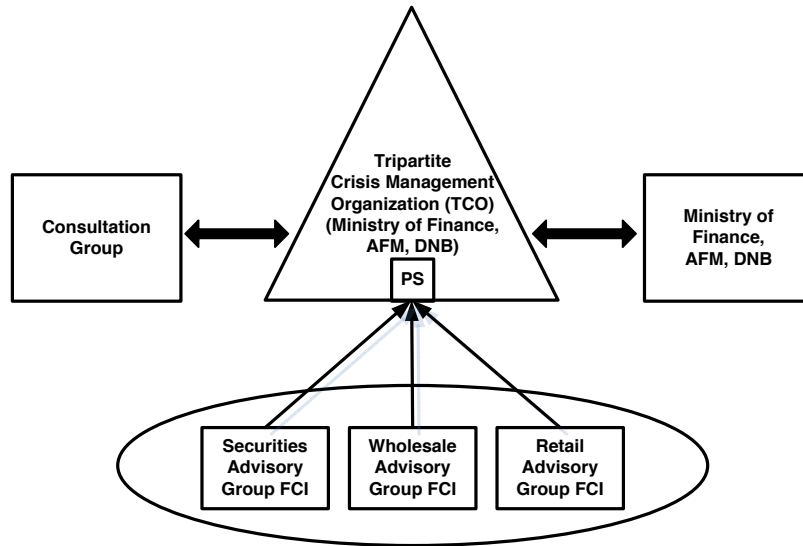 Tripartite
Crisis Management
Organization (TCO)
(Ministry of Finance,
AFM, DNB)
PS
Consultation
Group
Ministry of
Finance,
AFM, DNB
Securities
Advisory
Group FCI
Wholesale
Advisory
Group FCI
Retail
Advisory
Group FCI